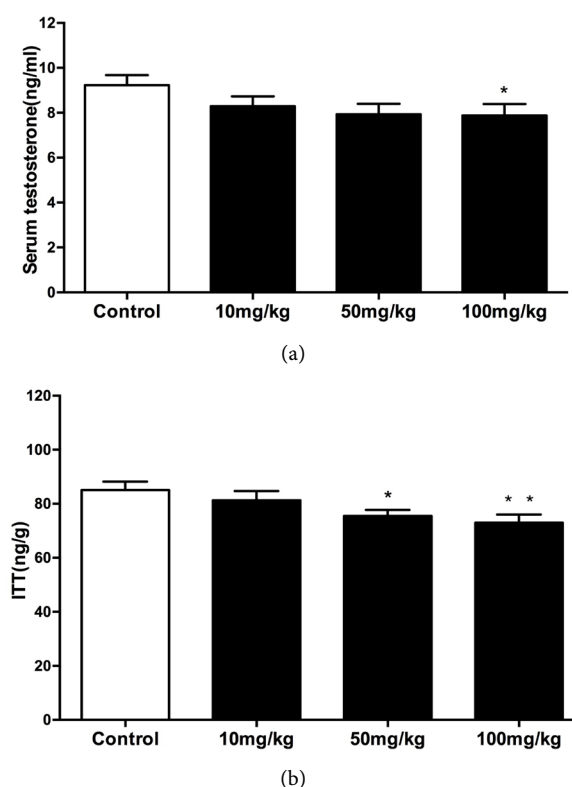 12
10
8
6
4
2
0
Serum testosterone(ng/ml)
*
Control 10mg/kg 50mg/kg 100mg/kg
(a)
120
100
80
60
40
20
0
ITT(ng/g)
* * *
Control 10mg/kg 50mg/kg 100mg/kg
(b)